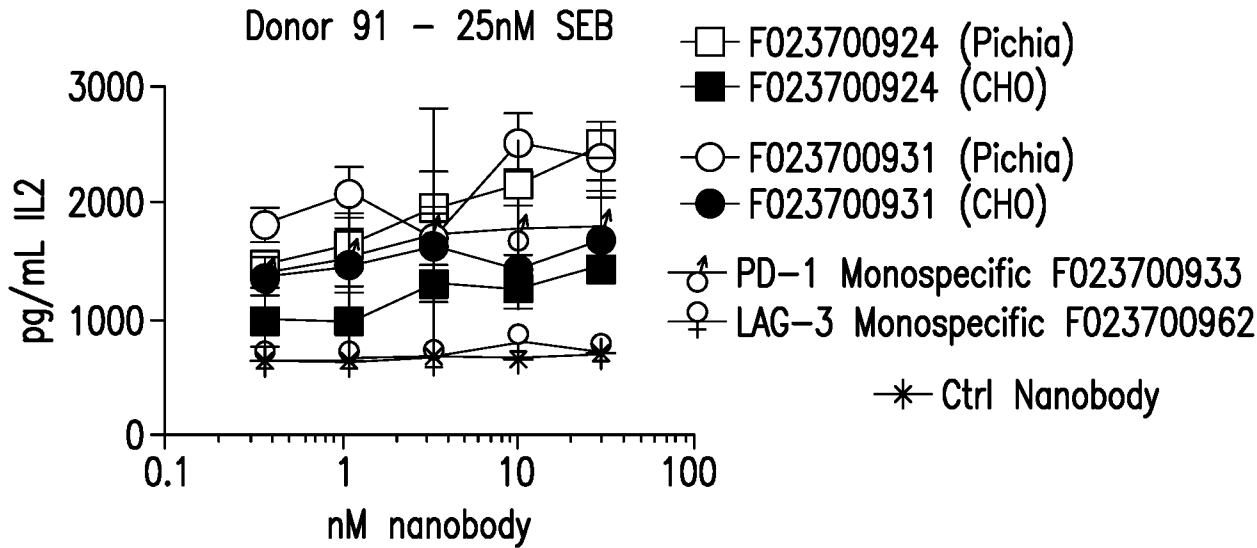 Donor 91 – 25nM SEB
F023700924 (Pichia)
F023700924 (CHO)
F023700931 (Pichia)
F023700931 (CHO)
PD-1 Monospecific F023700933
LAG-3 Monospecific F023700962
Ctrl Nanobody
pg/mL IL2
3000
2000
1000
0
0.1
1
10
100
nM nanobody